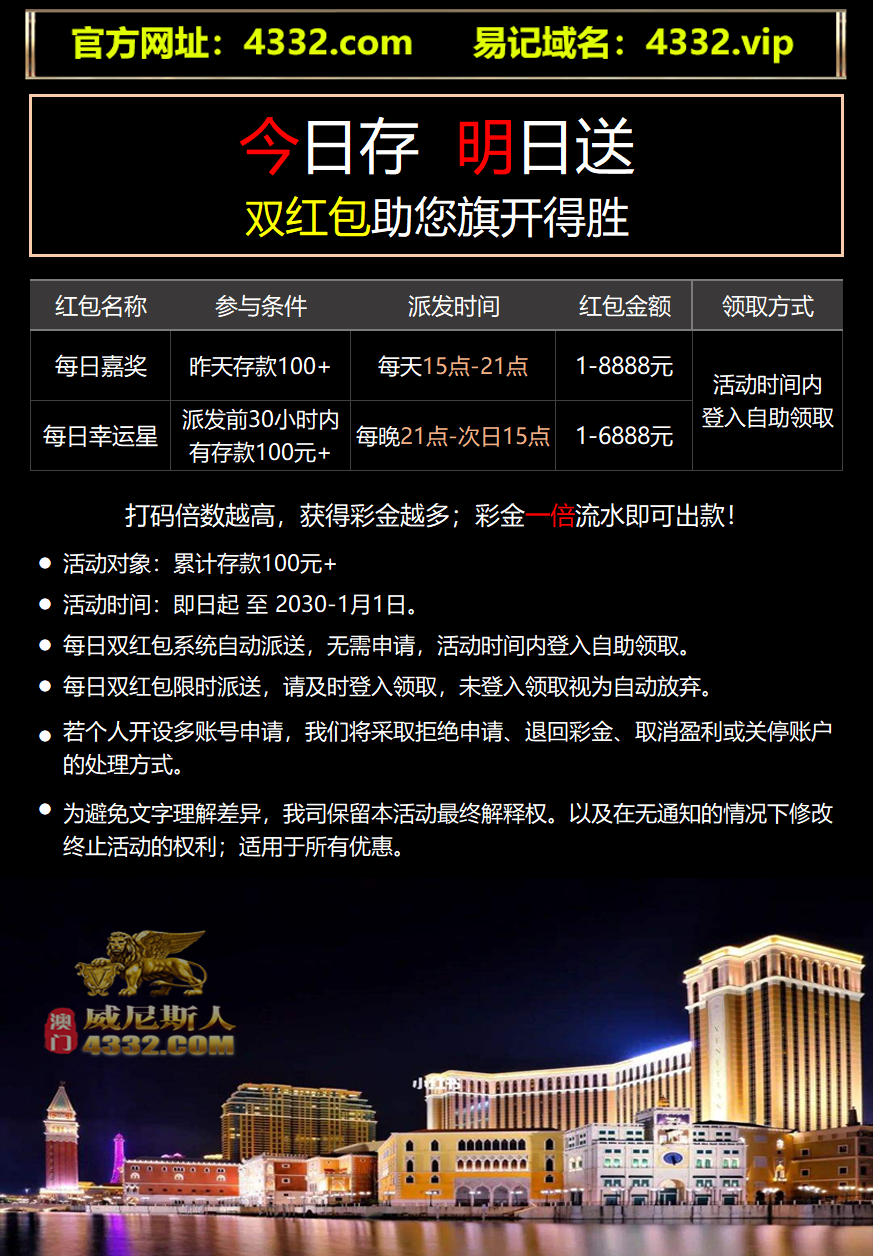 官方网址：4332.com 易记域名：4332.vip
今日存 明日送
双红包助您旗开得胜
红包名称 参与条件 派发时间 红包金额 领取方式
每日嘉奖 昨天存款100+ 每天15点-21点 1-8888元
活动时间内
登入自助领取
每日幸运星 派发前30小时内
有存款100元+ 每晚21点-次日15点 1-6888元
打码倍数越高，获得彩金越多；彩金一倍流水即可出款！
● 活动对象：累计存款100元+
● 活动时间：即日起 至 2030-1月1日。
● 每日双红包系统自动派送，无需申请，活动时间内登入自助领取。
● 每日双红包限时派送，请及时登入领取，未登入领取视为自动放弃。
● 若个人开设多账号申请，我们将采取拒绝申请、退回彩金、取消盈利或关停账户
的处理方式。
● 为避免文字理解差异，我司保留本活动最终解释权。以及在无通知的情况下修改
终止活动的权利；适用于所有优惠。
澳门 威尼斯人
4332.COM